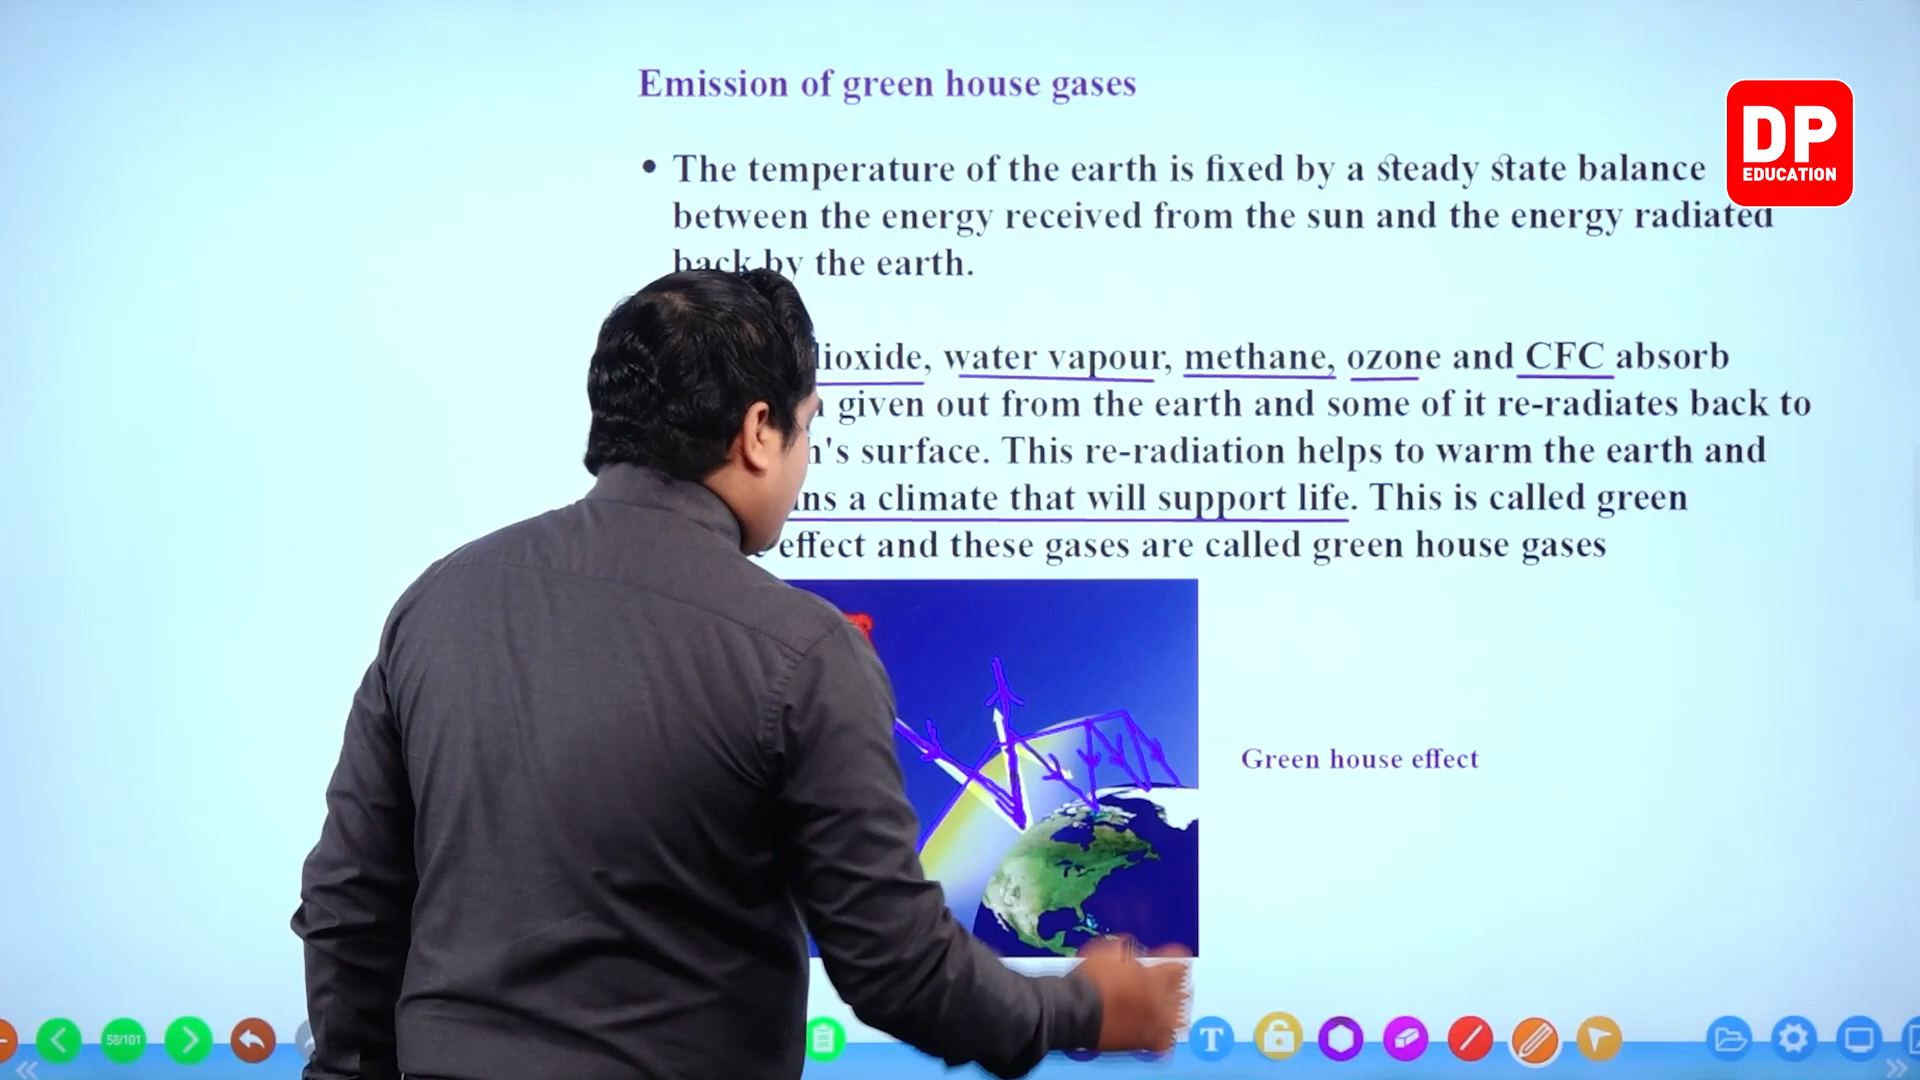 Emission of green house gases
DP
EDUCATION
• The temperature of the earth is fixed by a steady state balance
between the energy received from the sun and the energy radiated
back by the earth.
water vapour, methane, ozone and CFC absorb
given out from the earth and some of it re-radiates back to
surface. This re-radiation helps to warm the earth and
a climate that will support life. This is called green
effect and these gases are called green house gases
Green house effect
58/101
T